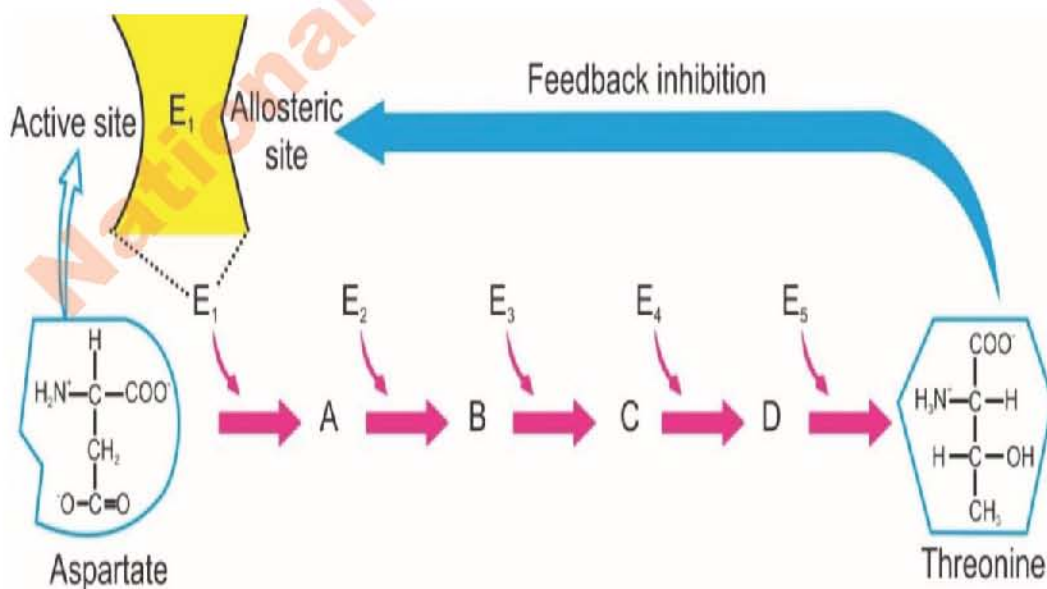 National
Feedback inhibition
Active site
E₁
Allosteric
site
E₁
E₂
E₃
E₄
E₅
A
B
C
D
H
H₂N⁺—C—COO⁻
CH₂
⁻O—C=O
Aspartate
COO⁻
H₃N⁻—C—H
H—C—OH
CH₃
Threonine